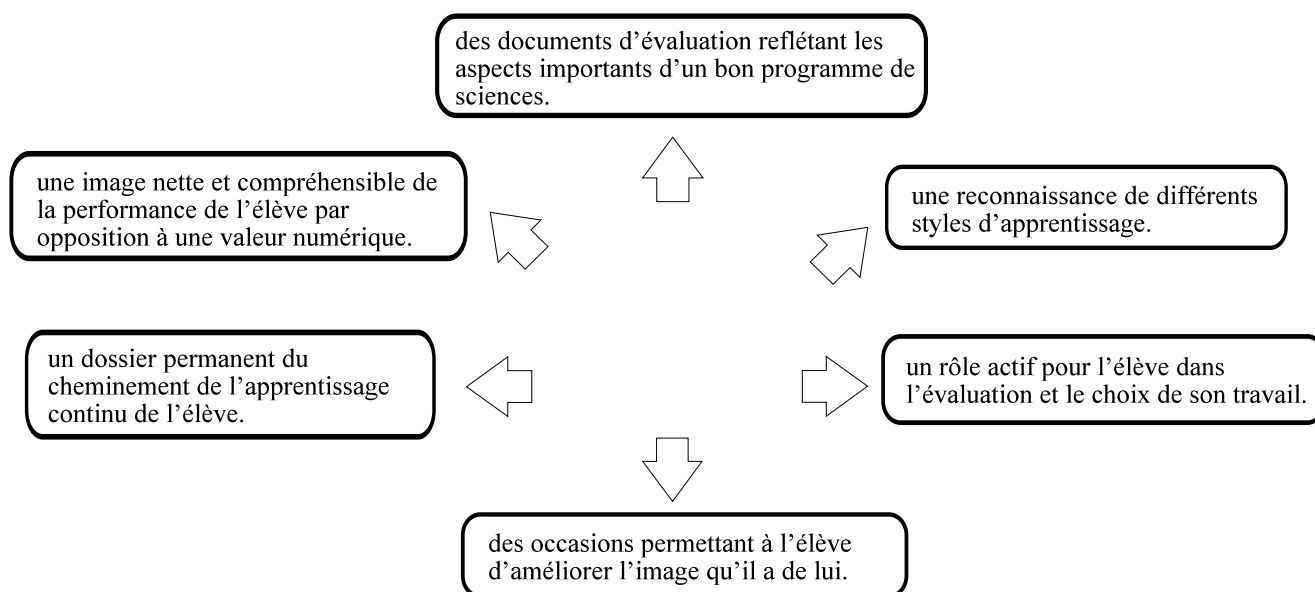 des documents d’évaluation reflétant les
aspects importants d’un bon programme de
sciences.
une image nette et compréhensible de
la performance de l’élève par
opposition à une valeur numérique.
une reconnaissance de différents
styles d’apprentissage.
un dossier permanent du
cheminement de l’apprentissage
continu de l’élève.
un rôle actif pour l’élève dans
l’évaluation et le choix de son travail.
des occasions permettant à l’élève
d’améliorer l’image qu’il a de lui.